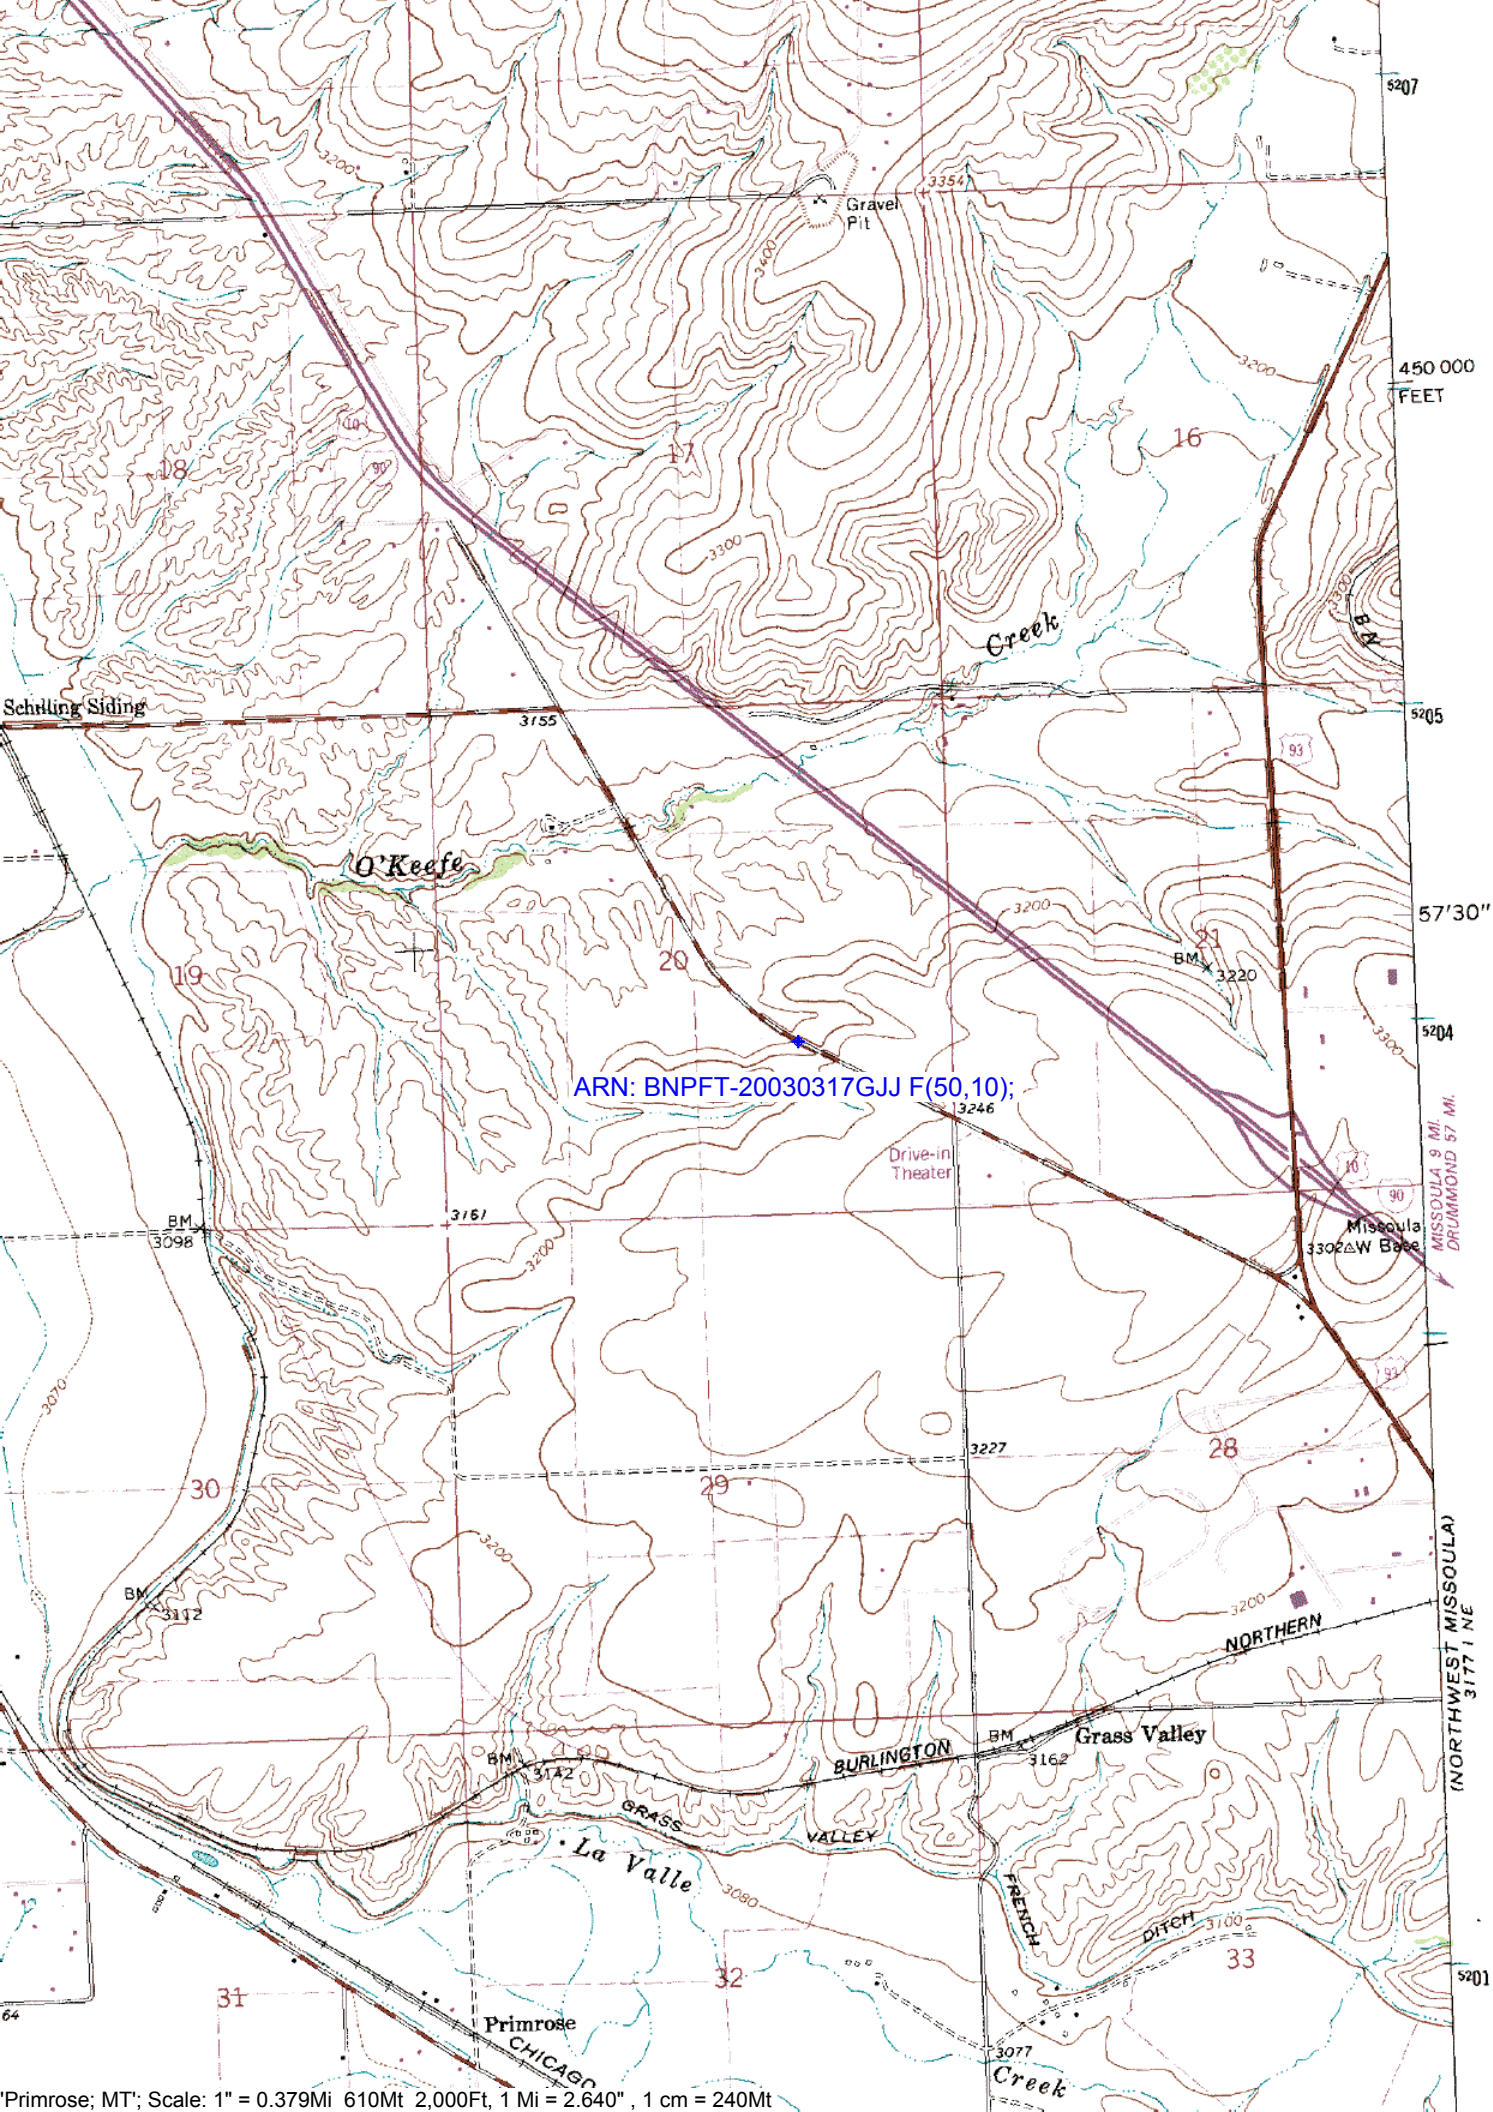 5207
3200
3354
Gravel
Pit
3400
450 000
FEET
3200
10
16
17
18
90
3300
3300
BN
Creek
Schilling Siding
3155
5205
93
O'Keefe
57'30"
3200
21
BM
3220
20
19
5204
3300
ARN: BNPFT-20030317GJJ F(50,10);
3246
Drive-in
Theater
MISSOULA 9 MI.
DRUMMOND 57 MI.
10
90
3161
BM
3098
Missoula
3302△W Base
3200
93
3070
3227
28
30
29
3200
BM
3112
3200
NORTHERN
(NORTHWEST MISSOULA)
3177 I NE
BM
Grass Valley
BURLINGTON
3162
BM
3142
GRASS
VALLEY
La Valle
3080
FRENCH
DITCH
3100
33
32
5201
31
64
Primrose
CHICAGO
3077
Creek
'Primrose; MT'; Scale: 1" = 0.379Mi 610Mt 2,000Ft, 1 Mi = 2.640" , 1 cm = 240Mt